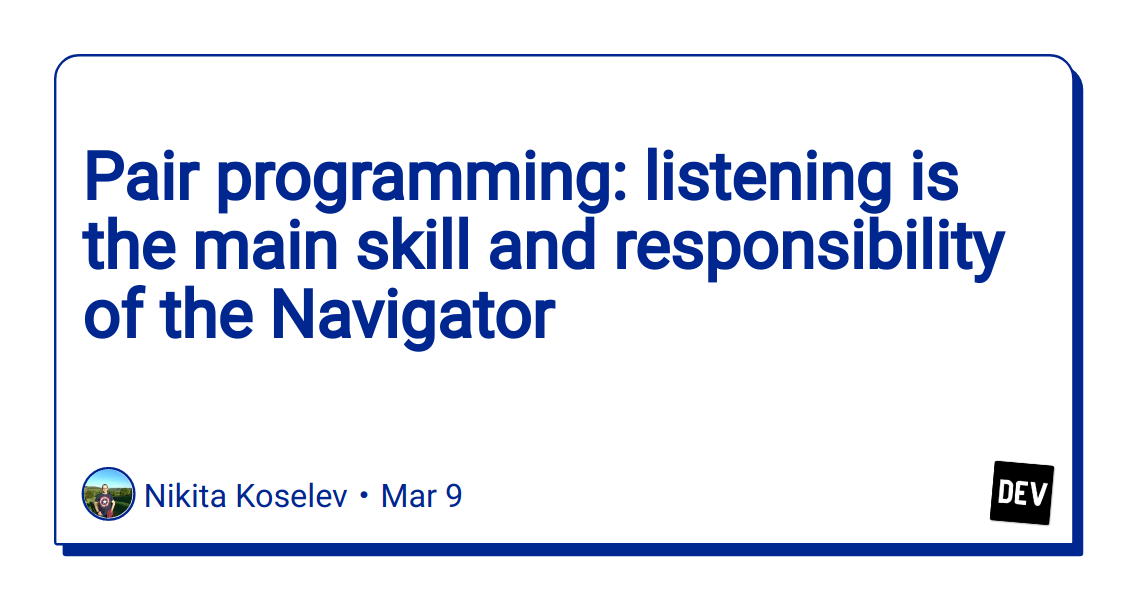 Pair programming: listening is
the main skill and responsibility
of the Navigator
Nikita Koselev • Mar 9
DEV